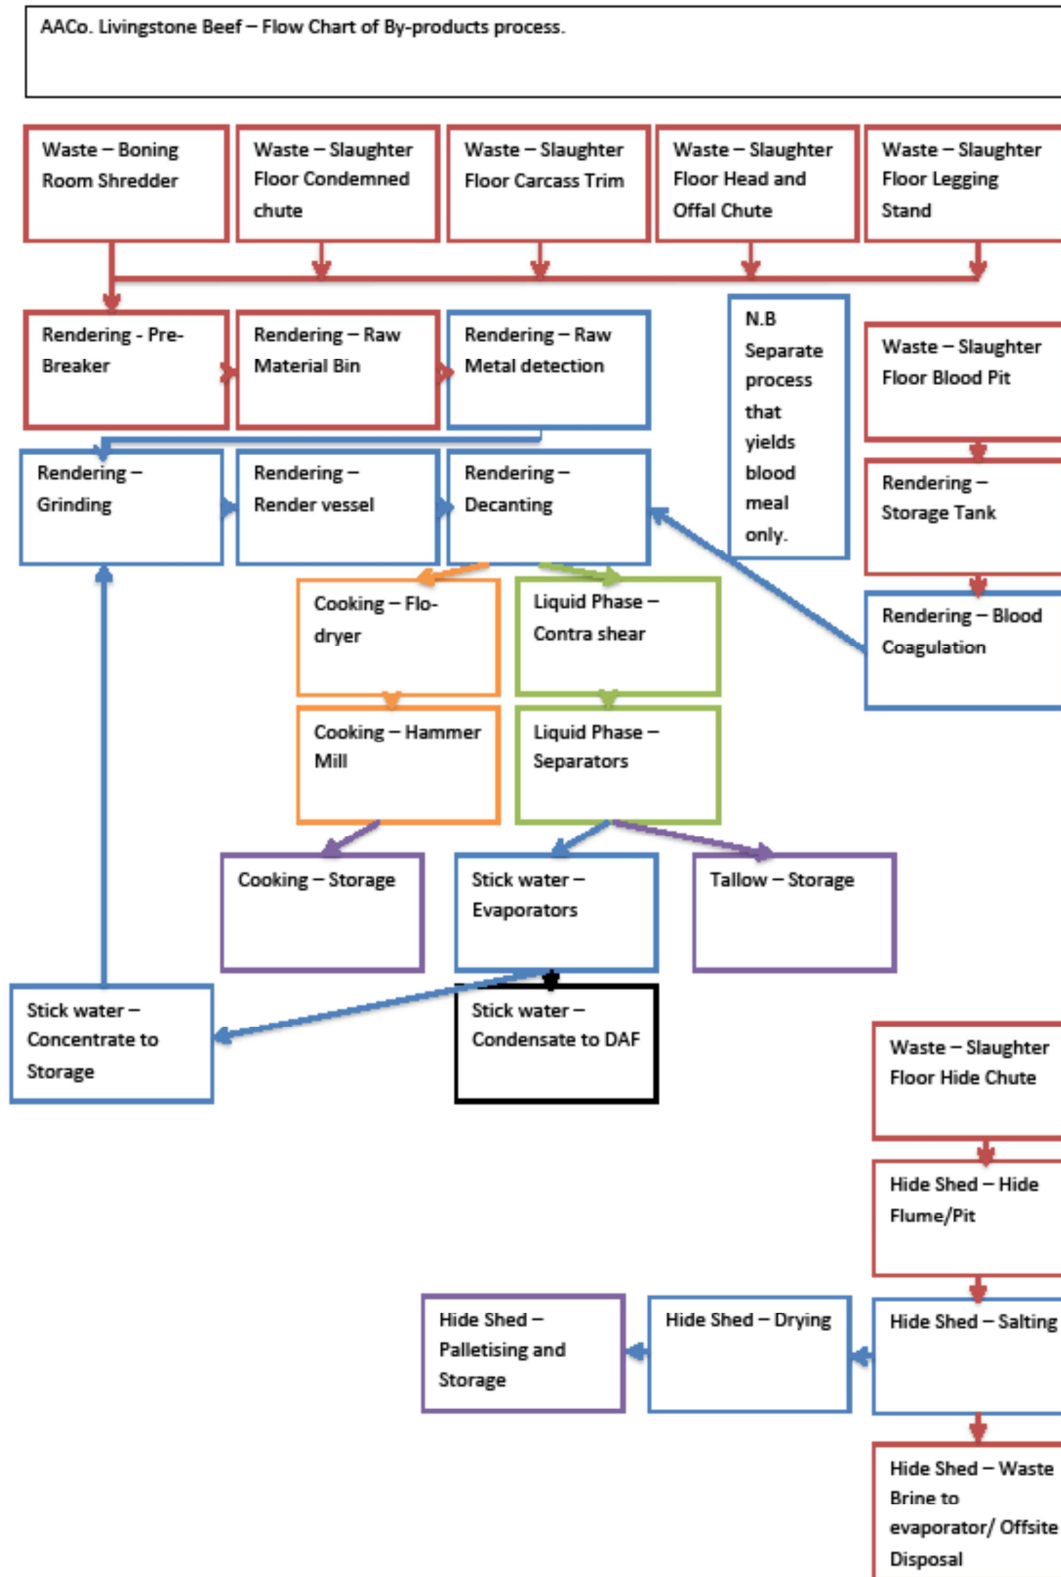 AACo. Livingstone Beef – Flow Chart of By-products process.
Waste – Boning
Room Shredder
Waste – Slaughter
Floor Condemned
chute
Waste – Slaughter
Floor Carcass Trim
Waste – Slaughter
Floor Head and
Offal Chute
Waste – Slaughter
Floor Legging
Stand
Rendering - Pre-
Breaker
Rendering – Raw
Material Bin
Rendering – Raw
Metal detection
N.B
Separate
process
that
yields
blood
meal
only.
Waste – Slaughter
Floor Blood Pit
Rendering –
Grinding
Rendering –
Render vessel
Rendering –
Decanting
Rendering –
Storage Tank
Cooking – Flo-
dryer
Liquid Phase –
Contra shear
Rendering – Blood
Coagulation
Cooking – Hammer
Mill
Liquid Phase –
Separators
Cooking – Storage
Stick water –
Evaporators
Tallow – Storage
Stick water –
Concentrate to
Storage
Stick water –
Condensate to DAF
Waste – Slaughter
Floor Hide Chute
Hide Shed – Hide
Flume/Pit
Hide Shed –
Palletising and
Storage
Hide Shed – Drying
Hide Shed – Salting
Hide Shed – Waste
Brine to
evaporator/ Offsite
Disposal